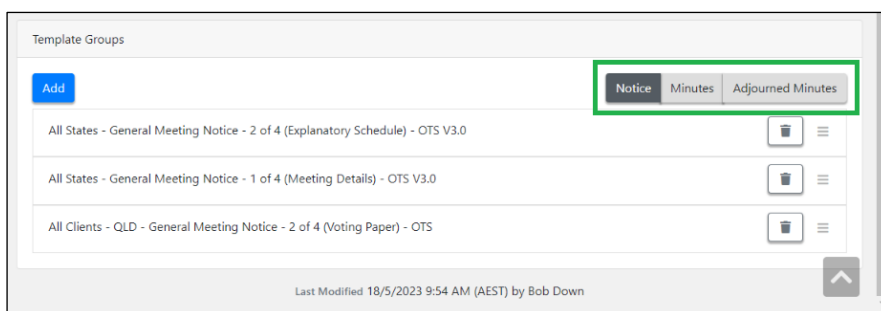 Template Groups
Add
Notice Minutes Adjourned Minutes
All States - General Meeting Notice - 2 of 4 (Explanatory Schedule) - OTS V3.0
All States - General Meeting Notice - 1 of 4 (Meeting Details) - OTS V3.0
All Clients - QLD - General Meeting Notice - 2 of 4 (Voting Paper) - OTS
Last Modified 18/5/2023 9:54 AM (AEST) by Bob Down